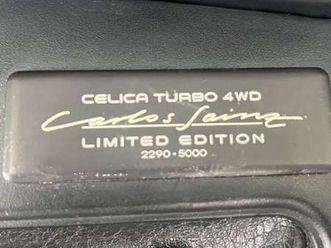 CELICA TURBO 4WD
Carlos Sainz
LIMITED EDITION
2290-5000